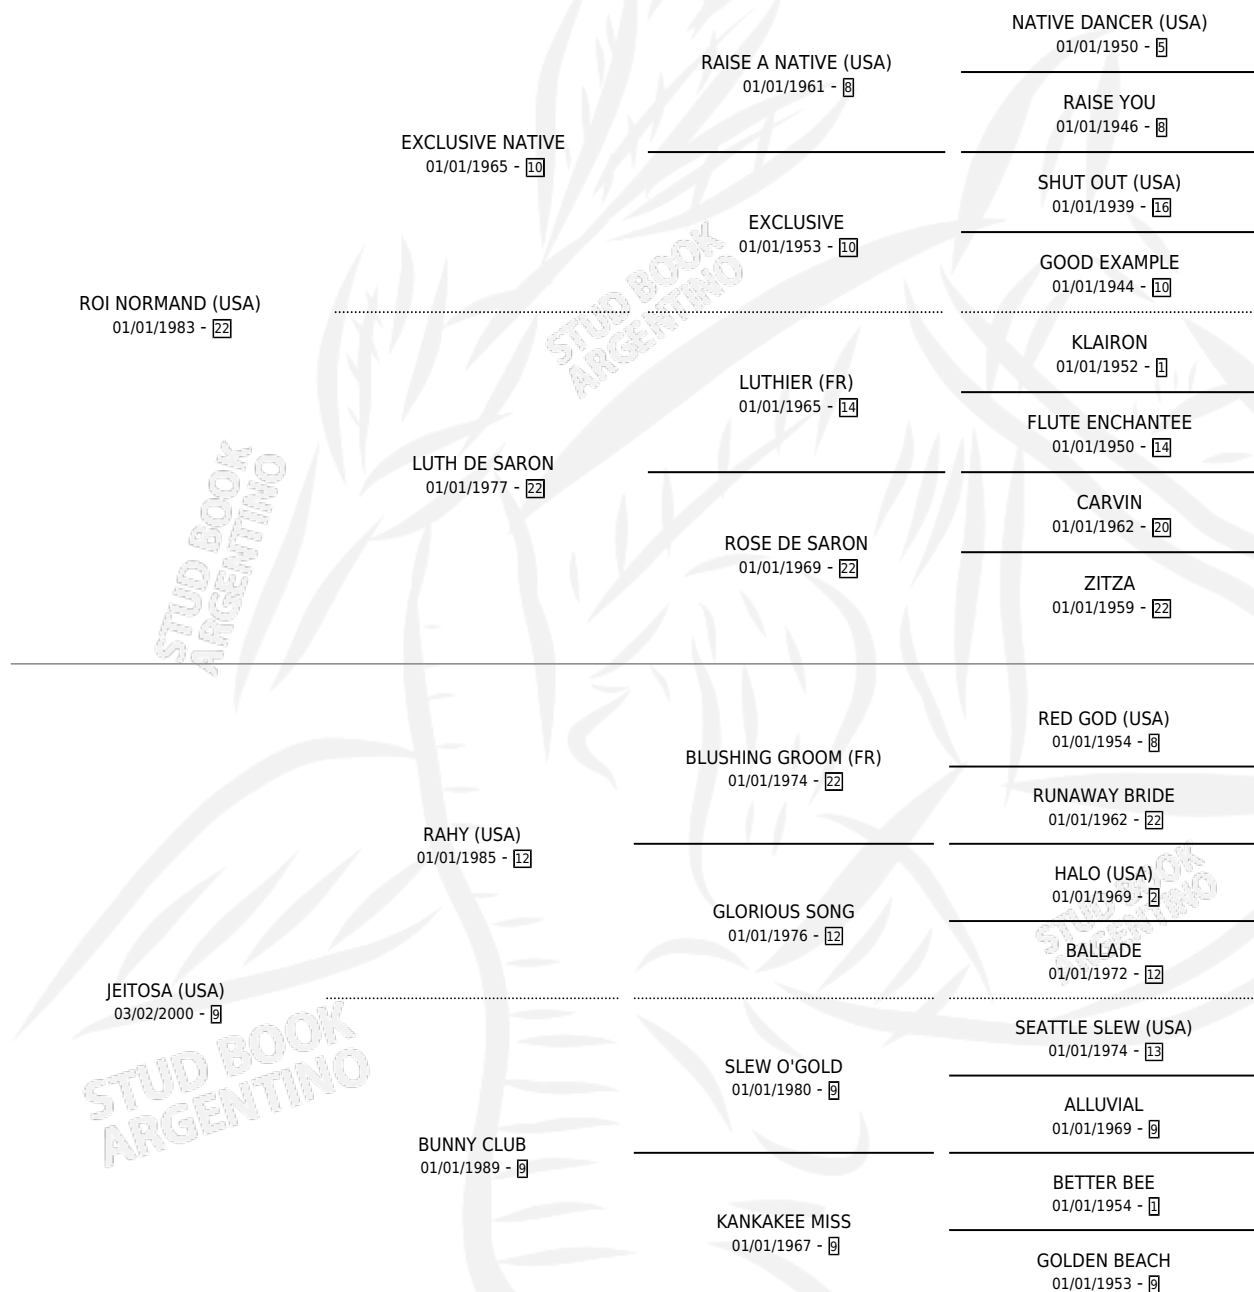 NATIVE DANCER (USA)
01/01/1950 - 5
RAISE A NATIVE (USA)
01/01/1961 - 8
RAISE YOU
01/01/1946 - 8
EXCLUSIVE NATIVE
01/01/1965 - 10
SHUT OUT (USA)
01/01/1939 - 16
EXCLUSIVE
01/01/1953 - 10
GOOD EXAMPLE
01/01/1944 - 10
ROI NORMAND (USA)
01/01/1983 - 22
KLAIRON
01/01/1952 - 1
LUTHIER (FR)
01/01/1965 - 14
FLUTE ENCHANTEE
01/01/1950 - 14
LUTH DE SARON
01/01/1977 - 22
CARVIN
01/01/1962 - 20
ROSE DE SARON
01/01/1969 - 22
ZITZA
01/01/1959 - 22
RED GOD (USA)
01/01/1954 - 8
BLUSHING GROOM (FR)
01/01/1974 - 22
RUNAWAY BRIDE
01/01/1962 - 22
RAHY (USA)
01/01/1985 - 12
HALO (USA)
01/01/1969 - 2
GLORIOUS SONG
01/01/1976 - 12
BALLADE
01/01/1972 - 12
JEITOSA (USA)
03/02/2000 - 9
SEATTLE SLEW (USA)
01/01/1974 - 13
SLEW O'GOLD
01/01/1980 - 9
ALLUVIAL
01/01/1969 - 9
BUNNY CLUB
01/01/1989 - 9
BETTER BEE
01/01/1954 - 1
KANKAKEE MISS
01/01/1967 - 9
GOLDEN BEACH
01/01/1953 - 9
STUD BOOK
ARGENTINO
STUD BOOK
ARGENTINO
STUD BOOK
ARGENTINO
STUD BOOK
ARGENTINO